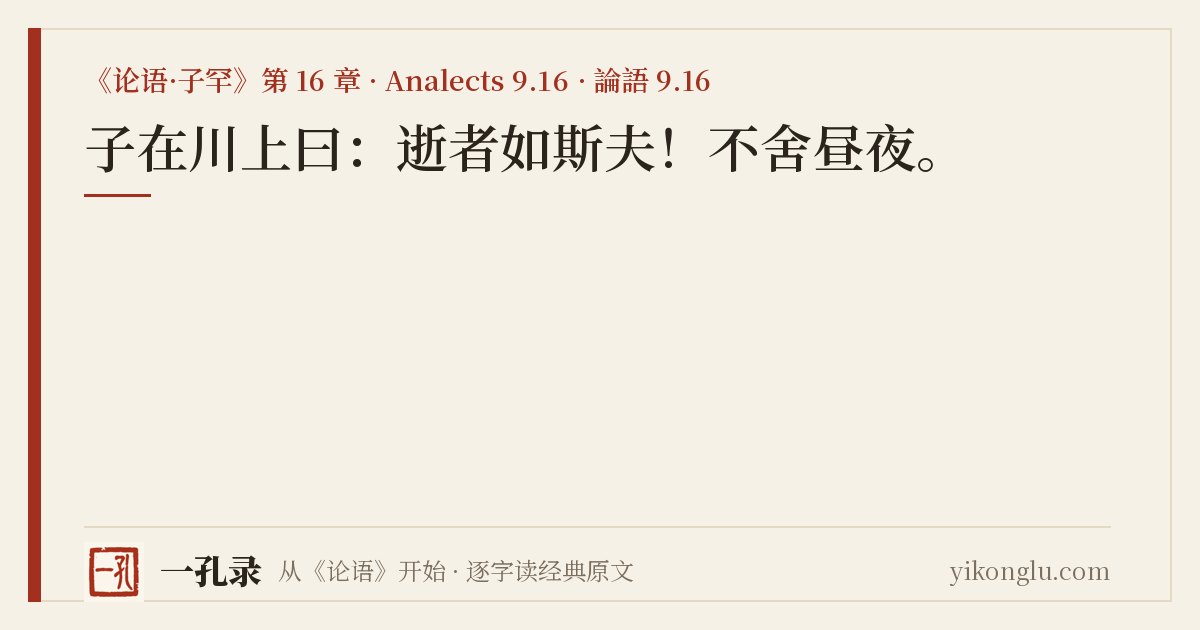 《论语·子罕》第 16 章 · Analects 9.16 · 論語 9.16
子在川上曰：逝者如斯夫！不舍昼夜。
一孔
一孔录 从《论语》开始 · 逐字读经典原文 yikonglu.com